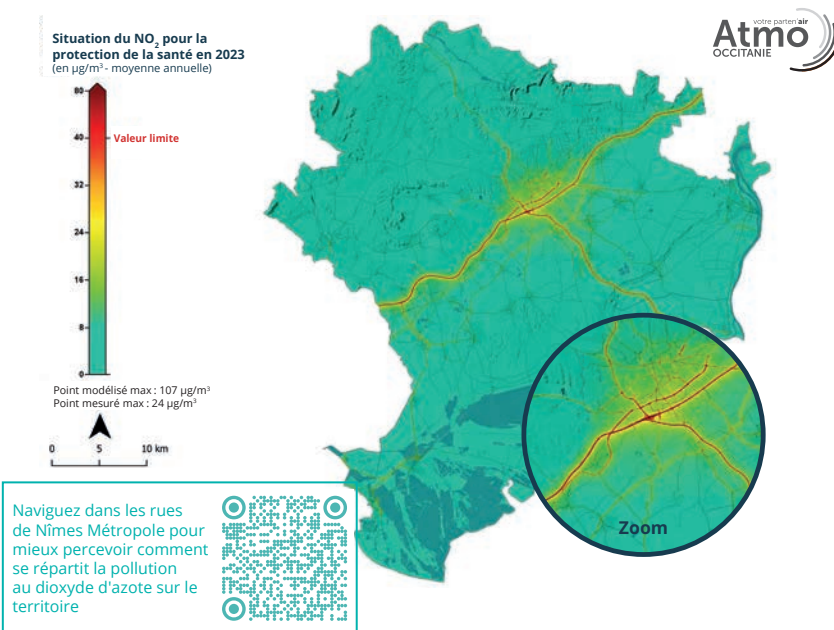 Situation du NO₂ pour la
protection de la santé en 2023
(en µg/m³ - moyenne annuelle)
votre parten'air
Atmo
OCCITANIE
80
40
Valeur limite
32
24
16
8
0
Point modélisé max : 107 µg/m³
Point mesuré max : 24 µg/m³
0 5 10 km
Zoom
Naviguez dans les rues
de Nîmes Métropole pour
mieux percevoir comment
se répartit la pollution
au dioxyde d'azote sur le
territoire